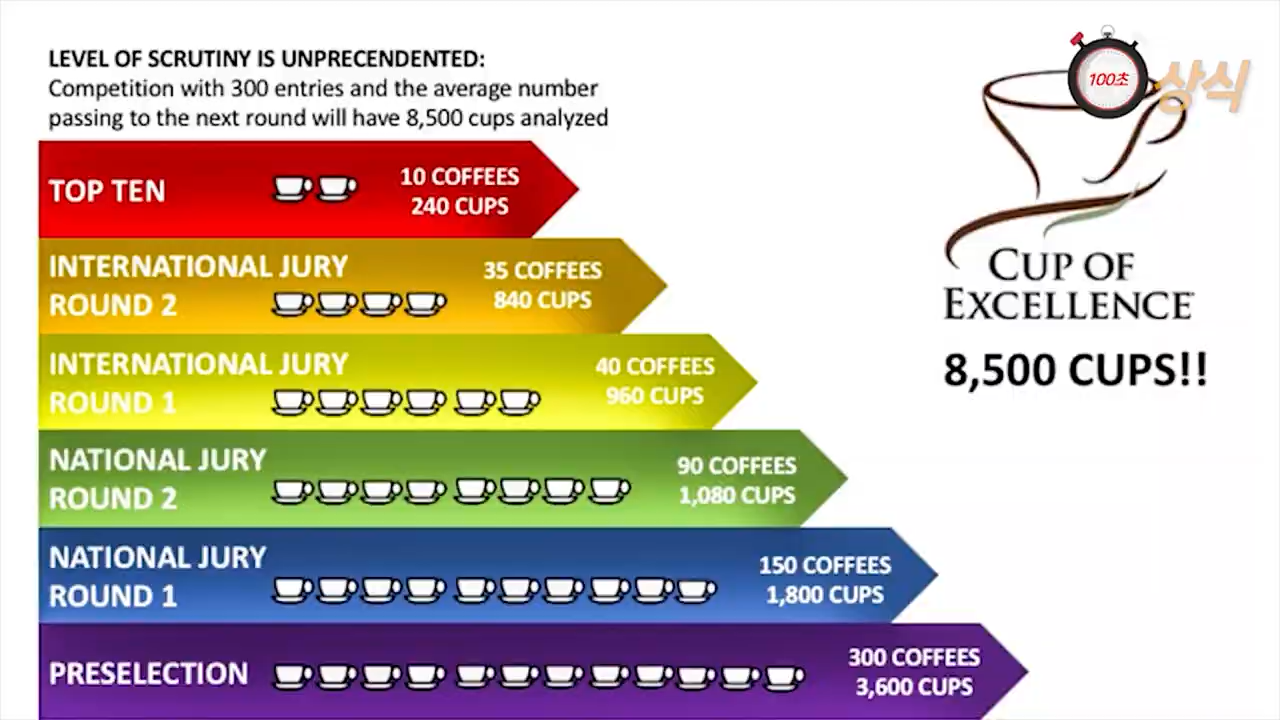 LEVEL OF SCRUTINY IS UNPRECENDENTED:
Competition with 300 entries and the average number
passing to the next round will have 8,500 cups analyzed
100초
상식
TOP TEN
10 COFFEES
240 CUPS
INTERNATIONAL JURY
ROUND 2
35 COFFEES
840 CUPS
CUP OF
EXCELLENCE
8,500 CUPS!!
INTERNATIONAL JURY
ROUND 1
40 COFFEES
960 CUPS
NATIONAL JURY
ROUND 2
90 COFFEES
1,080 CUPS
NATIONAL JURY
ROUND 1
150 COFFEES
1,800 CUPS
PRESELECTION
300 COFFEES
3,600 CUPS